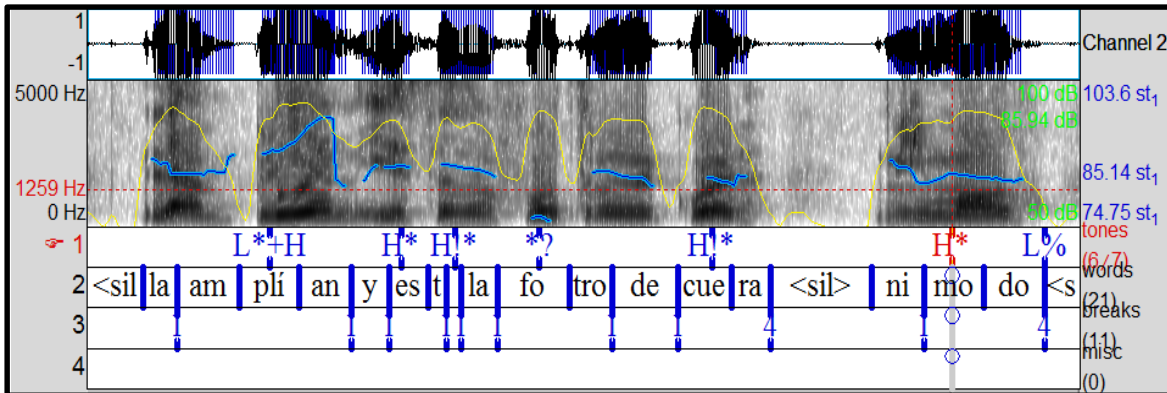 1
-1
Channel 2
5000 Hz
100 dB
103.6 st1
85.94 dB
1259 Hz
85.14 st1
0 Hz
50 dB
74.75 st1
☞ 1 L*+H H* H!* *? H!* H* L% tones (6/7)
2 <sil la am plí an y es t la fo tro de cue ra <sil> ni mo do <s words (21)
3 1 1 1 1 1 1 1 1 4 1 4 breaks (11)
4 misc (0)